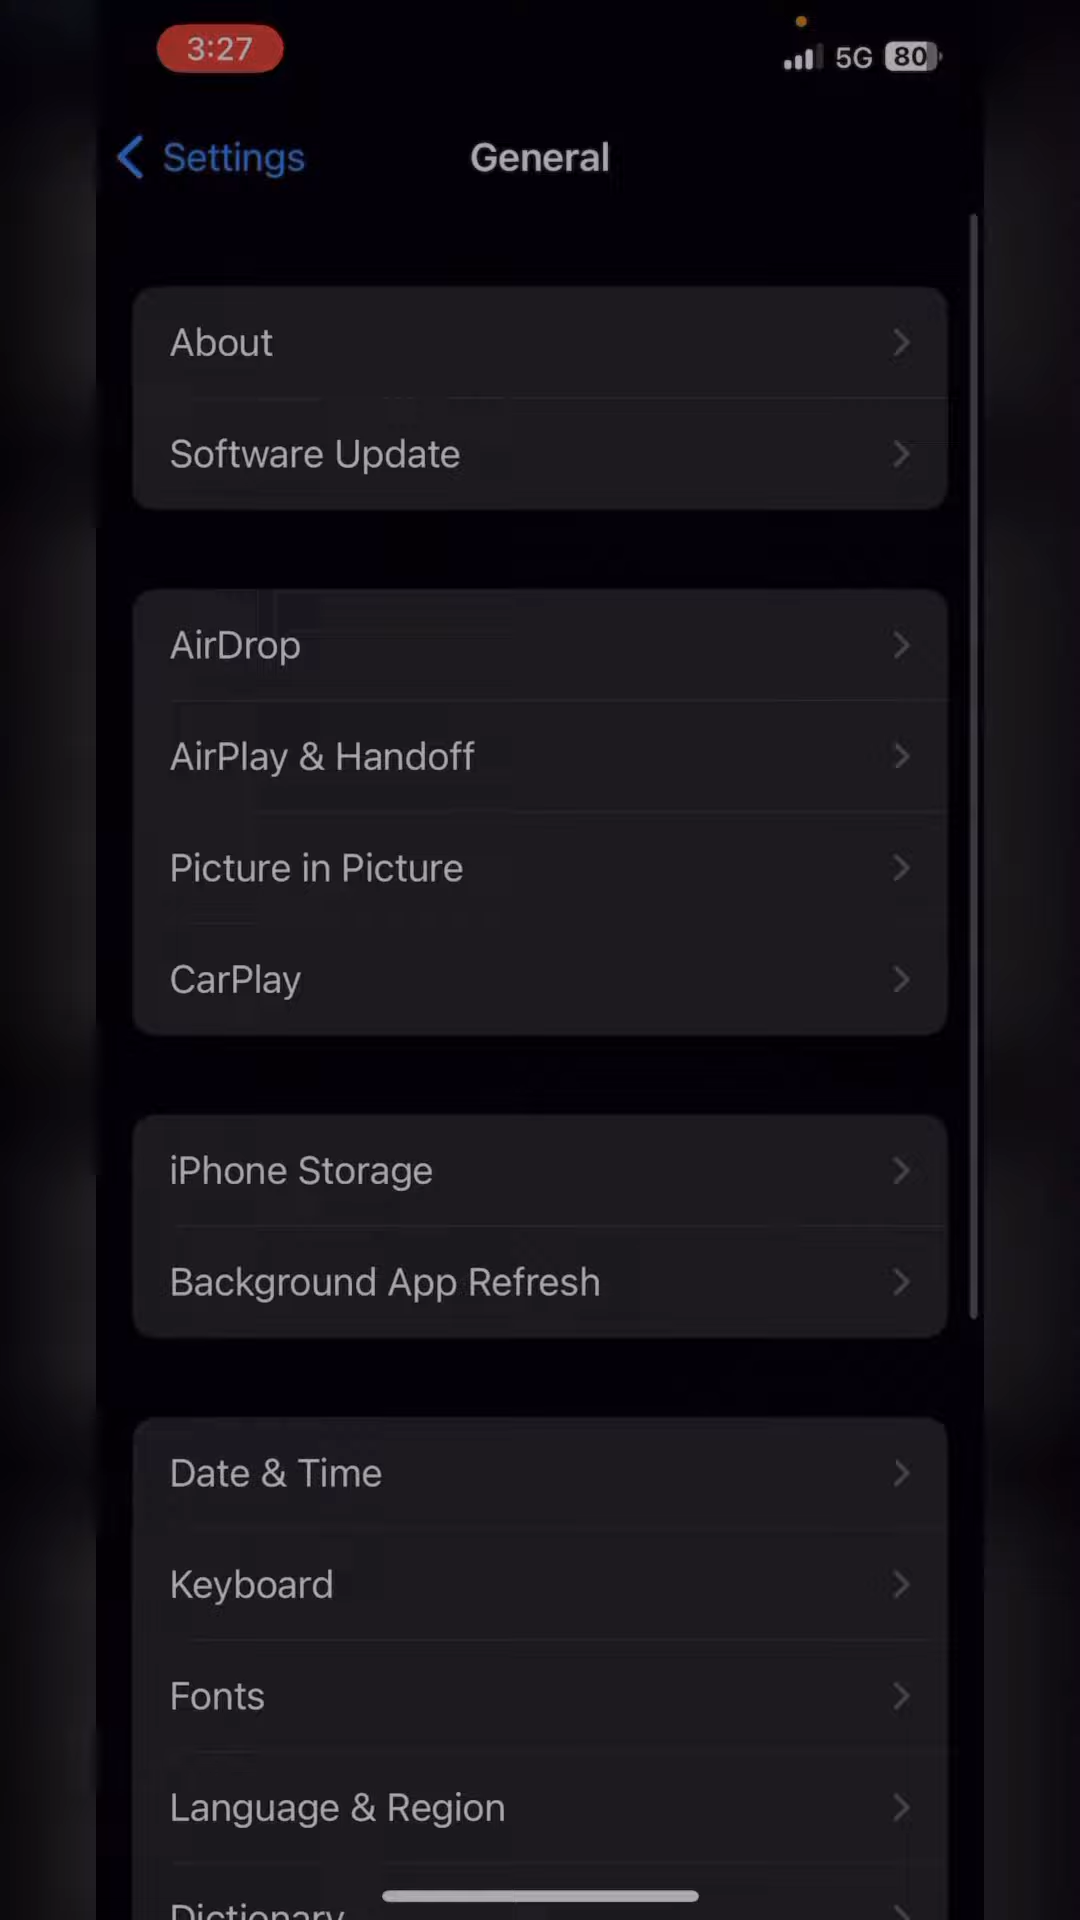 3:27
5G 80
Settings
General
About
Software Update
AirDrop
AirPlay & Handoff
Picture in Picture
CarPlay
iPhone Storage
Background App Refresh
Date & Time
Keyboard
Fonts
Language & Region
Dictionary